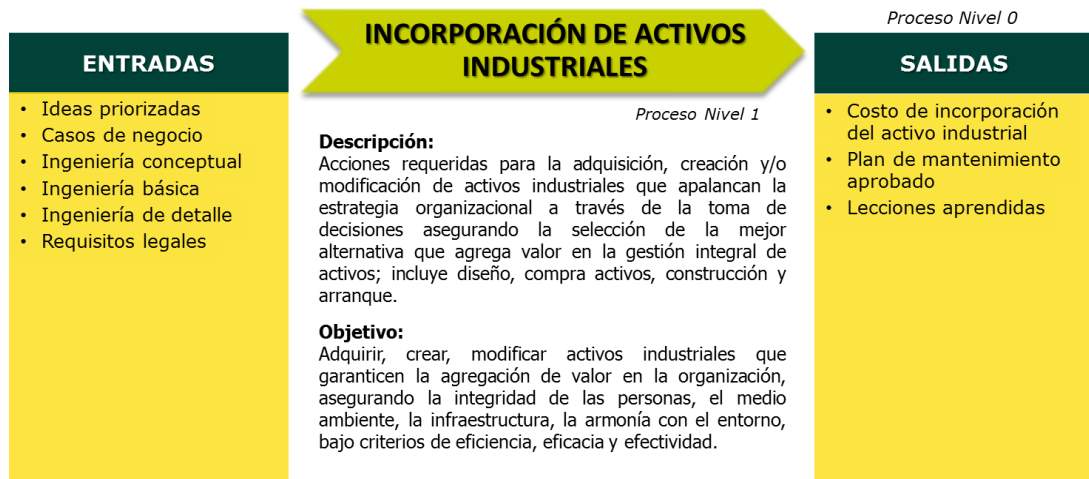 Proceso Nivel 0
INCORPORACIÓN DE ACTIVOS
INDUSTRIALES
ENTRADAS
• Ideas priorizadas
• Casos de negocio
• Ingeniería conceptual
• Ingeniería básica
• Ingeniería de detalle
• Requisitos legales
Proceso Nivel 1
Descripción:
Acciones requeridas para la adquisición, creación y/o
modificación de activos industriales que apalancan la
estrategia organizacional a través de la toma de
decisiones asegurando la selección de la mejor
alternativa que agrega valor en la gestión integral de
activos; incluye diseño, compra activos, construcción y
arranque.
Objetivo:
Adquirir, crear, modificar activos industriales que
garanticen la agregación de valor en la organización,
asegurando la integridad de las personas, el medio
ambiente, la infraestructura, la armonía con el entorno,
bajo criterios de eficiencia, eficacia y efectividad.
SALIDAS
• Costo de incorporación
del activo industrial
• Plan de mantenimiento
aprobado
• Lecciones aprendidas